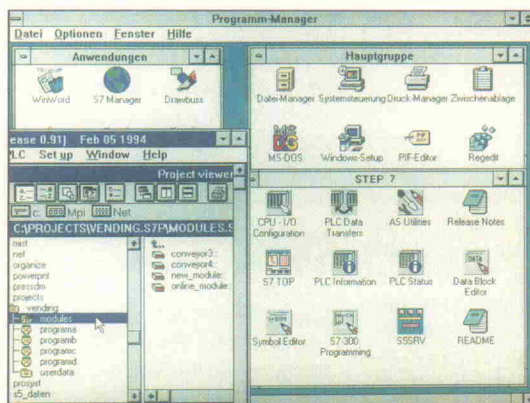 Programm-Manager
Datei Optionen Fenster Hilfe
Anwendungen
WinWord S7 Manager Drawbuss
Hauptgruppe
Datei-Manager Systemsteuerung Druck-Manager Zwischenablage
MS-DOS Windows-Setup PIF-Editor Regedit
ease 0.91) Feb 05 1994
PLC Set up Window Help
Project viewer
c: Mpi Net
C:\PROJECTS\VENDING.S7P\MODULES.S
net
organize
powerpnt
pressdm
projects
vending
modules
programa
programb
programc
programd
userdata
prosyst
s5_daten
conveyor3::
conveyor4::
new_module::
online_module::
STEP 7
CPU - I/O Configuration
PLC Data Transfers
AS Utilities
Release Notes
S7 TOP
PLC Information
PLC Status
Data Block Editor
Symbol Editor
S7-300 Programming
S5SRV
README